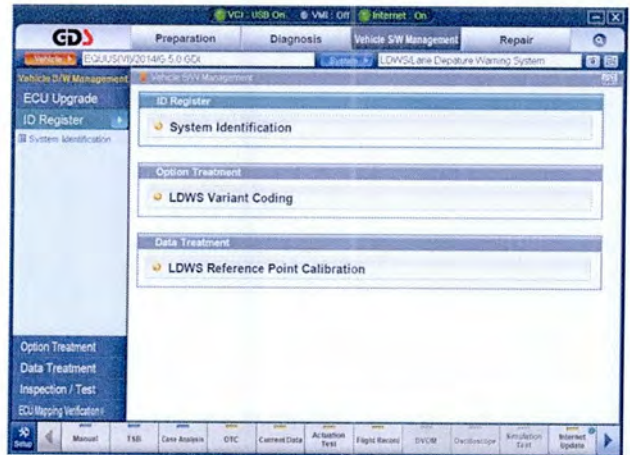 VCI : USB On VMI : Off Internet : On
GDS
Preparation Diagnosis Vehicle S/W Management Repair
Vehicle EQUUS(VI)/2014/G 5.0 GDI System LDWS/Lane Depature Warning System
Vehicle S/W Management
Vehicle S/W Management
ECU Upgrade
ID Register
System Identification
ID Register
System Identification
Option Treatment
LDWS Variant Coding
Data Treatment
LDWS Reference Point Calibration
Option Treatment
Data Treatment
Inspection / Test
ECU Mapping Verification
Setup Manual TSB Case Analysis DTC Current Data Actuation Test Flight Record DVOM Oscilloscope Simulation Test Internet Update